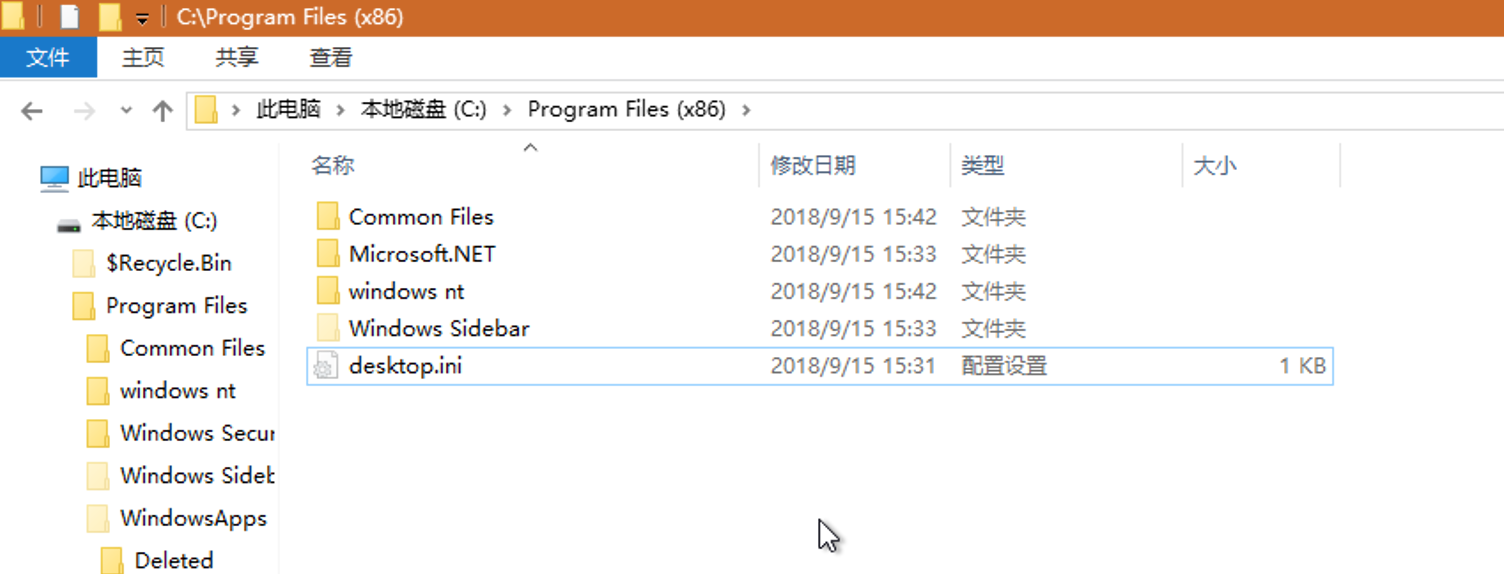 C:\Program Files (x86)
文件 主页 共享 查看
此电脑 本地磁盘 (C:) Program Files (x86)
名称 修改日期 类型 大小
此电脑
本地磁盘 (C:)
$Recycle.Bin
Program Files
Common Files
windows nt
Windows Secur
Windows Sideb
WindowsApps
Deleted
Common Files 2018/9/15 15:42 文件夹
Microsoft.NET 2018/9/15 15:33 文件夹
windows nt 2018/9/15 15:42 文件夹
Windows Sidebar 2018/9/15 15:33 文件夹
desktop.ini 2018/9/15 15:31 配置设置 1 KB